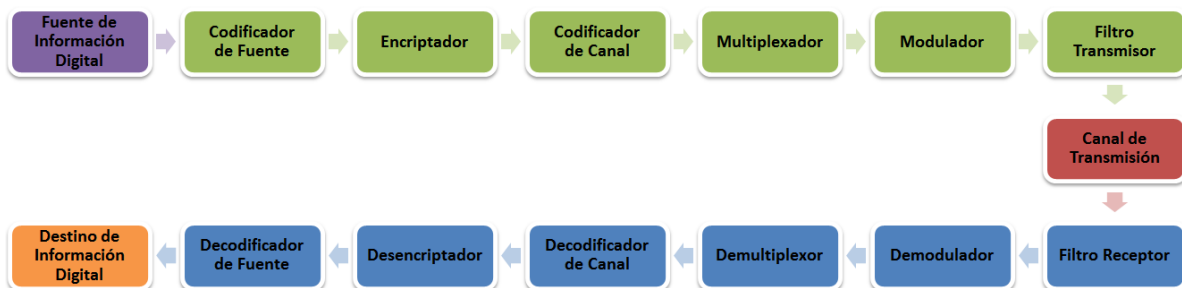 Fuente de
Información
Digital
Codificador
de Fuente
Encriptador
Codificador
de Canal
Multiplexador
Modulador
Filtro
Transmisor
Canal de
Transmisión
Filtro Receptor
Demodulador
Demultiplexor
Decodificador
de Canal
Desencriptador
Decodificador
de Fuente
Destino de
Información
Digital